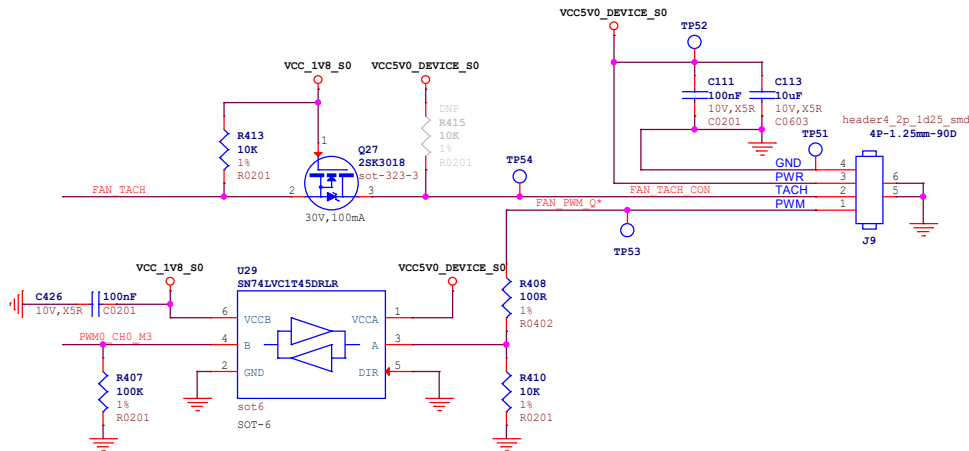 VCC5V0_DEVICE_S0
TP52
VCC_1V8_S0
VCC5V0_DEVICE_S0
C111
100nF
10V,X5R
C0201
C113
10uF
10V,X5R
C0603
DNP
R415
10K
1%
R0201
R413
10K
1%
R0201
1
Q27
2SK3018
sot-323-3
TP51
header4_2p_1d25_smd
4P-1.25mm-90D
TP54
GND 4
PWR 3
TACH 2
PWM 1
6
5
J9
FAN_TACH
2
3
30V,100mA
FAN_TACH_CON
FAN_PWM_Q*
TP53
VCC_1V8_S0
U29
SN74LVC1T45DRLR
VCC5V0_DEVICE_S0
C426
100nF
10V,X5R
C0201
R408
100R
1%
R0402
6 VCCB
VCCA 1
PWM0_CH0_M3
4 B
A 3
2 GND
DIR 5
R407
100K
1%
R0201
R410
10K
1%
R0201
sot6
SOT-6